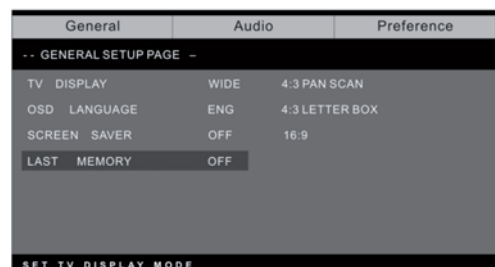 General Audio Preference
-- GENERAL SETUP PAGE –
TV DISPLAY WIDE 4:3 PAN SCAN
OSD LANGUAGE ENG 4:3 LETTER BOX
SCREEN SAVER OFF 16:9
LAST MEMORY OFF
SET TV DISPLAY MODE